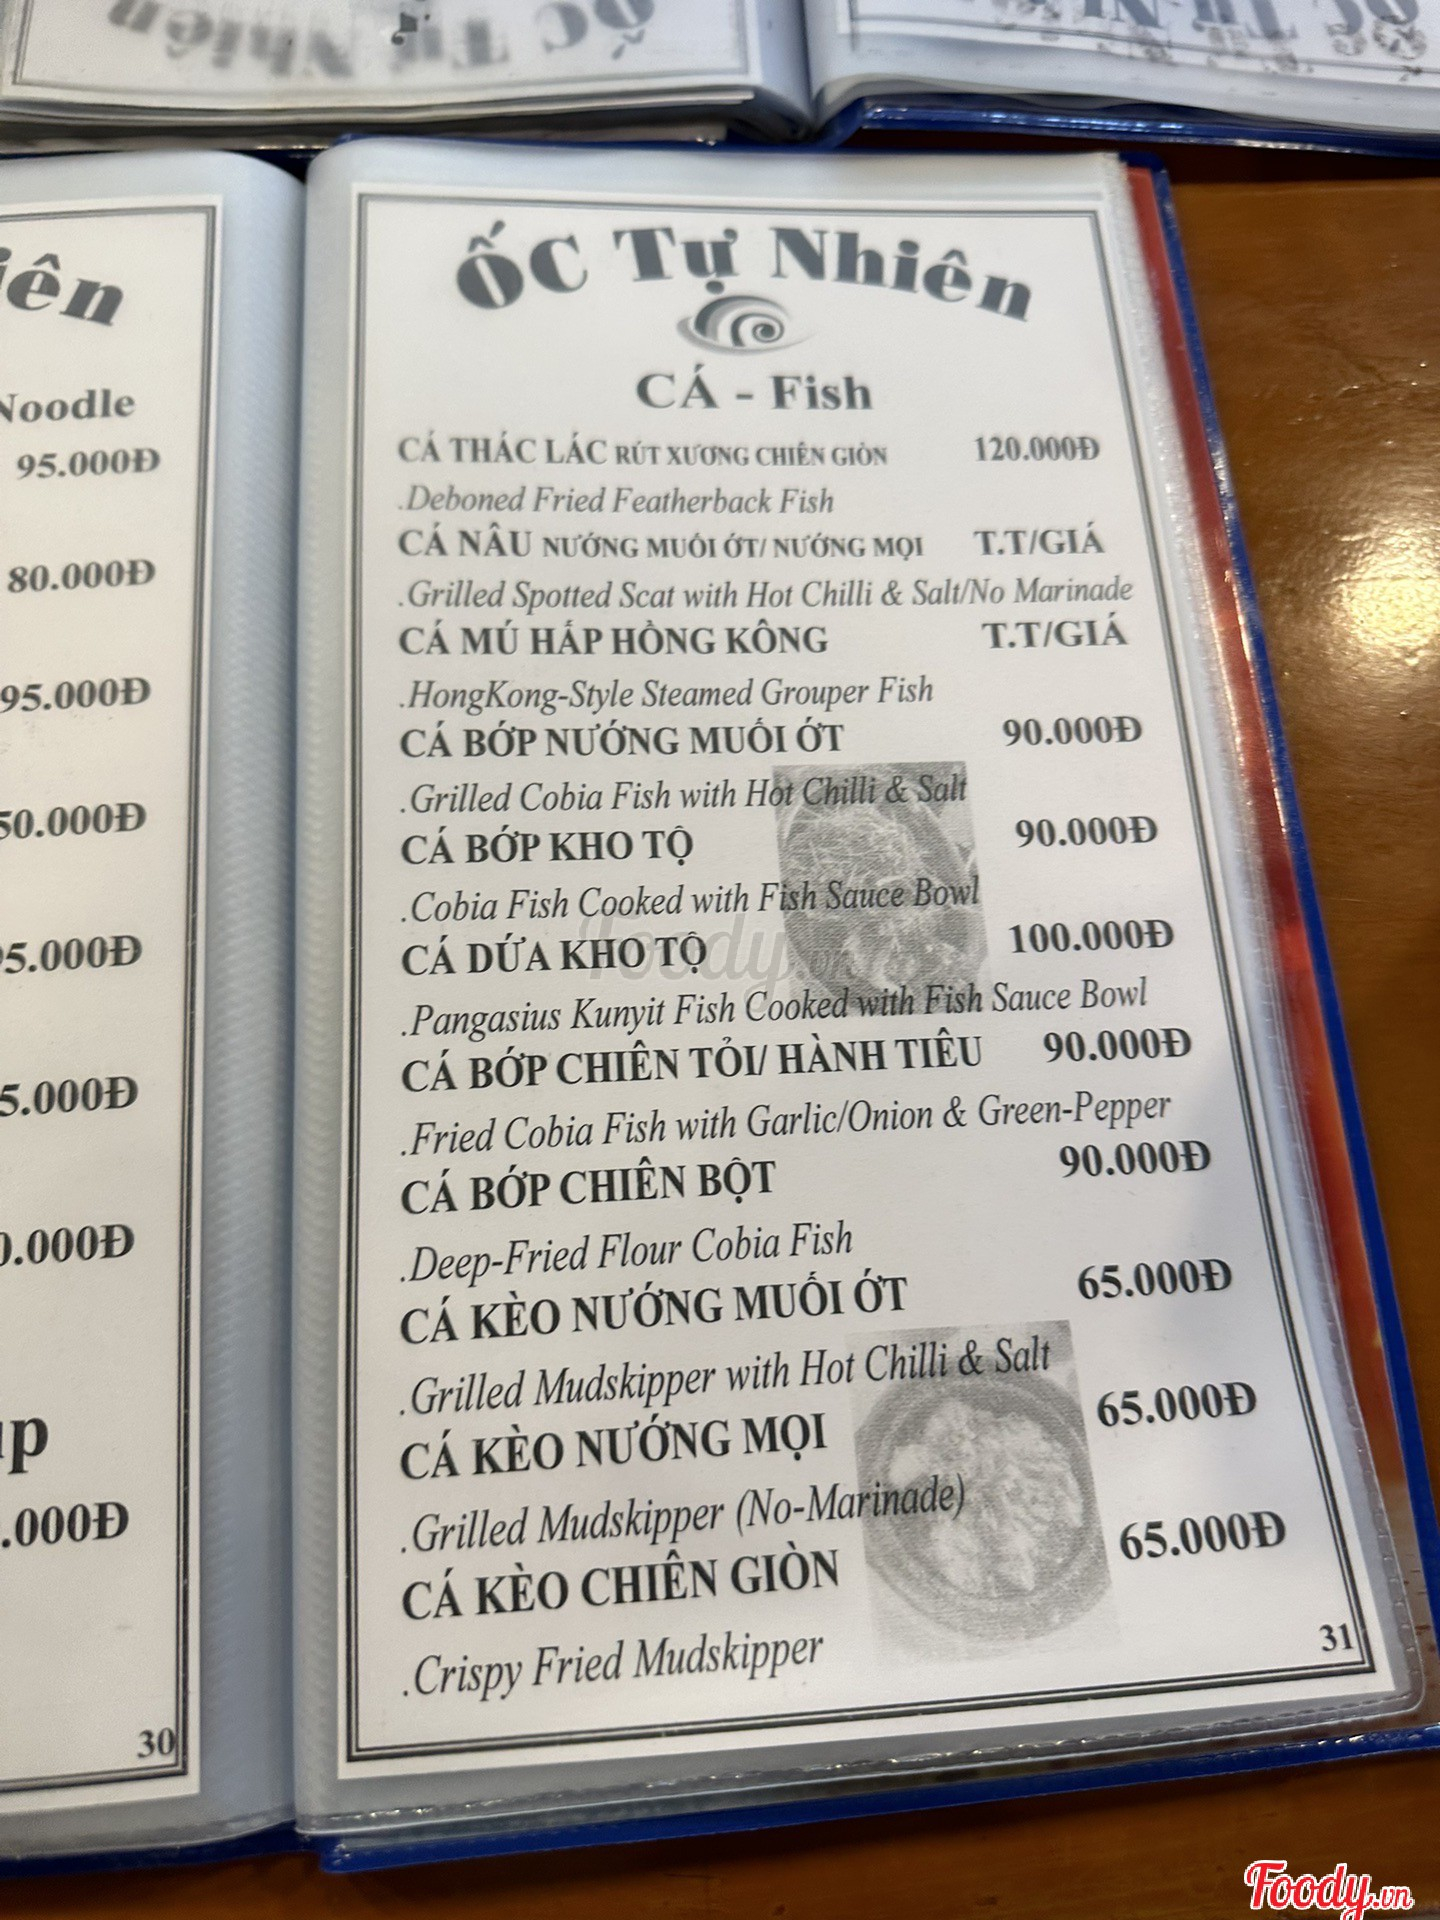 ỐC Tự Nhiên
ốc Tự N
iên
Noodle
95.000Đ
80.000Đ
95.000Đ
50.000Đ
95.000Đ
5.000Đ
0.000Đ
up
.000Đ
30
ỐC Tự Nhiên
CÁ - Fish
CÁ THÁC LÁC RÚT XƯƠNG CHIÊN GIÒN 120.000Đ
.Deboned Fried Featherback Fish
CÁ NÂU NƯỚNG MUỐI ỚT/ NƯỚNG MỌI T.T/GIÁ
.Grilled Spotted Scat with Hot Chilli & Salt/No Marinade
CÁ MÚ HẤP HỒNG KÔNG T.T/GIÁ
.HongKong-Style Steamed Grouper Fish
CÁ BỚP NƯỚNG MUỐI ỚT 90.000Đ
.Grilled Cobia Fish with Hot Chilli & Salt
CÁ BỚP KHO TỘ 90.000Đ
.Cobia Fish Cooked with Fish Sauce Bowl
CÁ DỨA KHO TỘ 100.000Đ
.Pangasius Kunyit Fish Cooked with Fish Sauce Bowl
CÁ BỚP CHIÊN TỎI/ HÀNH TIÊU 90.000Đ
.Fried Cobia Fish with Garlic/Onion & Green-Pepper
CÁ BỚP CHIÊN BỘT 90.000Đ
.Deep-Fried Flour Cobia Fish
CÁ KÈO NƯỚNG MUỐI ỚT 65.000Đ
.Grilled Mudskipper with Hot Chilli & Salt
CÁ KÈO NƯỚNG MỌI 65.000Đ
.Grilled Mudskipper (No-Marinade)
CÁ KÈO CHIÊN GIÒN 65.000Đ
.Crispy Fried Mudskipper
31
Foody.vn
Foody.vn